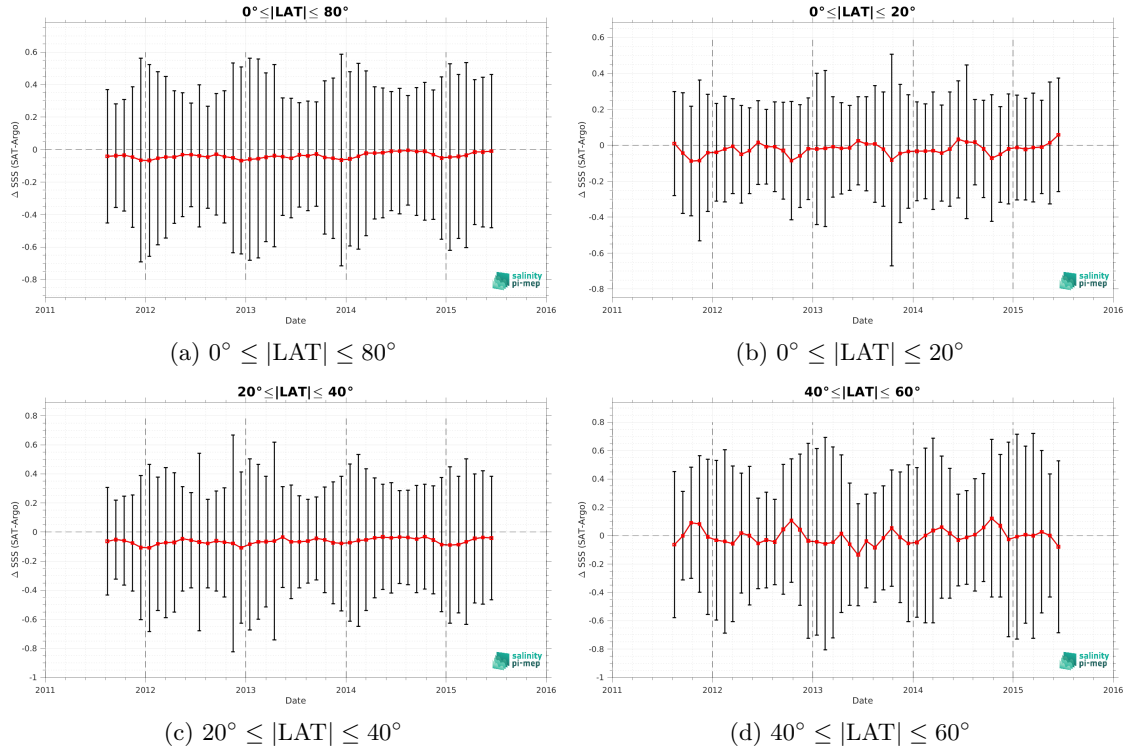 0°≤|LAT|≤ 80°
Δ SSS (SAT-Argo)
0.6
0.4
0.2
0
-0.2
-0.4
-0.6
-0.8
2011 2012 2013 2014 2015 2016
Date
salinity
pi-mep
(a) 0° ≤ |LAT| ≤ 80°
0°≤|LAT|≤ 20°
Δ SSS (SAT-Argo)
0.6
0.4
0.2
0
-0.2
-0.4
-0.6
-0.8
2011 2012 2013 2014 2015 2016
Date
salinity
pi-mep
(b) 0° ≤ |LAT| ≤ 20°
20°≤|LAT|≤ 40°
Δ SSS (SAT-Argo)
0.8
0.6
0.4
0.2
0
-0.2
-0.4
-0.6
-0.8
-1
2011 2012 2013 2014 2015 2016
Date
salinity
pi-mep
(c) 20° ≤ |LAT| ≤ 40°
40°≤|LAT|≤ 60°
Δ SSS (SAT-Argo)
0.8
0.6
0.4
0.2
0
-0.2
-0.4
-0.6
-0.8
-1
2011 2012 2013 2014 2015 2016
Date
salinity
pi-mep
(d) 40° ≤ |LAT| ≤ 60°